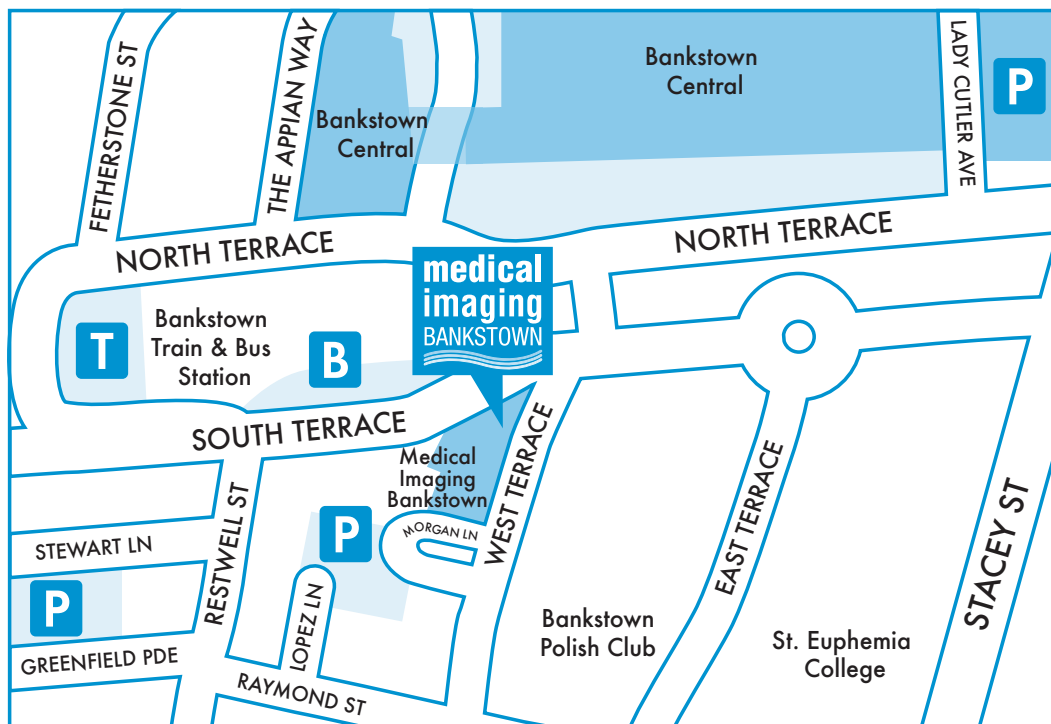 FETHERSTONE ST
THE APPIAN WAY
Bankstown
Central
Bankstown
Central
LADY CUTLER AVE
P
NORTH TERRACE
NORTH TERRACE
medical
imaging
BANKSTOWN
T
Bankstown
Train & Bus
Station
B
SOUTH TERRACE
Medical
Imaging
Bankstown
WEST TERRACE
MORGAN LN
P
RESTWELL ST
STEWART LN
P
GREENFIELD PDE
LOPEZ LN
RAYMOND ST
Bankstown
Polish Club
EAST TERRACE
St. Euphemia
College
STACEY ST